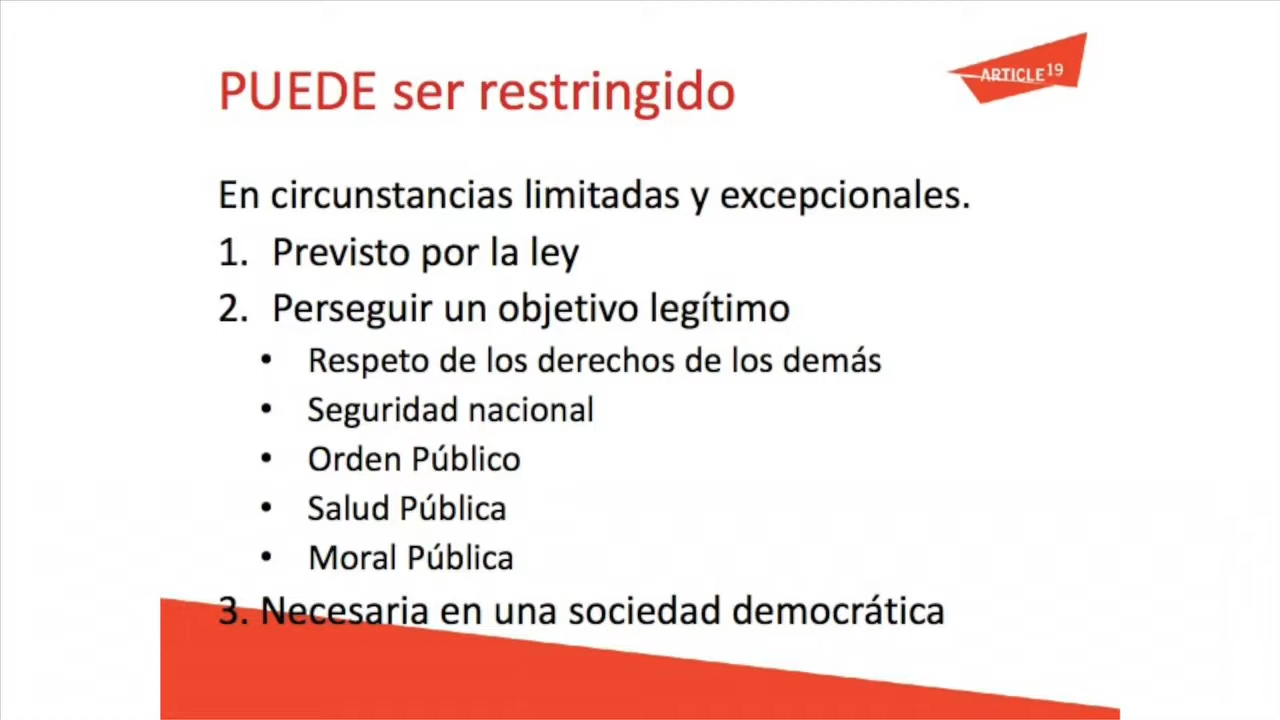 PUEDE ser restringido
ARTICLE 19
En circunstancias limitadas y excepcionales.
1. Previsto por la ley
2. Perseguir un objetivo legítimo
• Respeto de los derechos de los demás
• Seguridad nacional
• Orden Público
• Salud Pública
• Moral Pública
3. Necesaria en una sociedad democrática